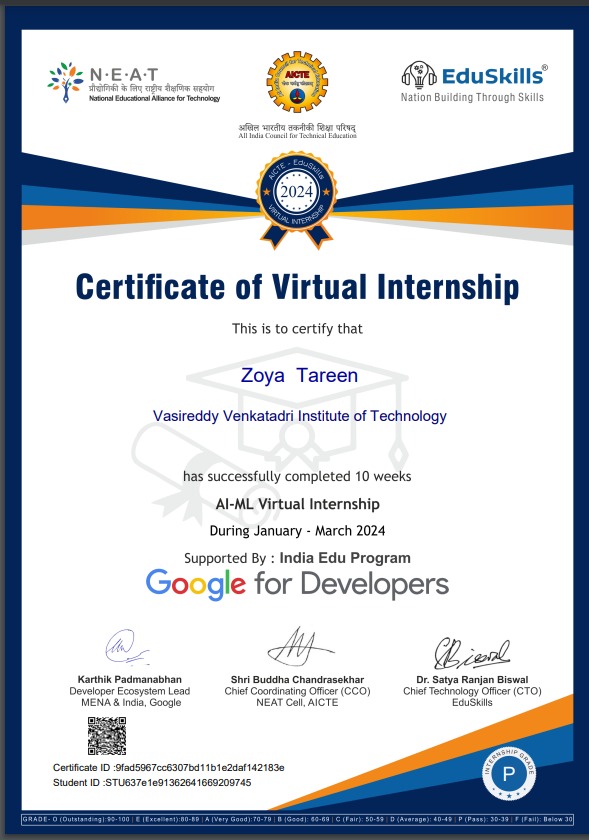 N·E·A·T
प्रौद्योगिकी के लिए राष्ट्रीय शैक्षणिक सहयोग
National Educational Alliance for Technology
AICTE
अखिल भारतीय तकनीकी शिक्षा परिषद्
All India Council for Technical Education
EduSkills®
Nation Building Through Skills
AICTE - EduSkills
2024
VIRTUAL INTERNSHIP
Certificate of Virtual Internship
This is to certify that
Zoya Tareen
Vasireddy Venkatadri Institute of Technology
has successfully completed 10 weeks
AI-ML Virtual Internship
During January - March 2024
Supported By : India Edu Program
Google for Developers
Karthik Padmanabhan
Developer Ecosystem Lead
MENA & India, Google
Shri Buddha Chandrasekhar
Chief Coordinating Officer (CCO)
NEAT Cell, AICTE
Dr. Satya Ranjan Biswal
Chief Technology Officer (CTO)
EduSkills
Certificate ID :9fad5967cc6307bd11b1e2daf142183e
Student ID :STU637e1e91362641669209745
INTERNSHIP GRADE
P
GRADE- O (Outstanding):90-100 | E (Excellent):80-89 | A (Very Good):70-79 | B (Good): 60-69 | C (Fair): 50-59 | D (Average): 40-49 | P (Pass): 30-39 | F (Fail): Below 30